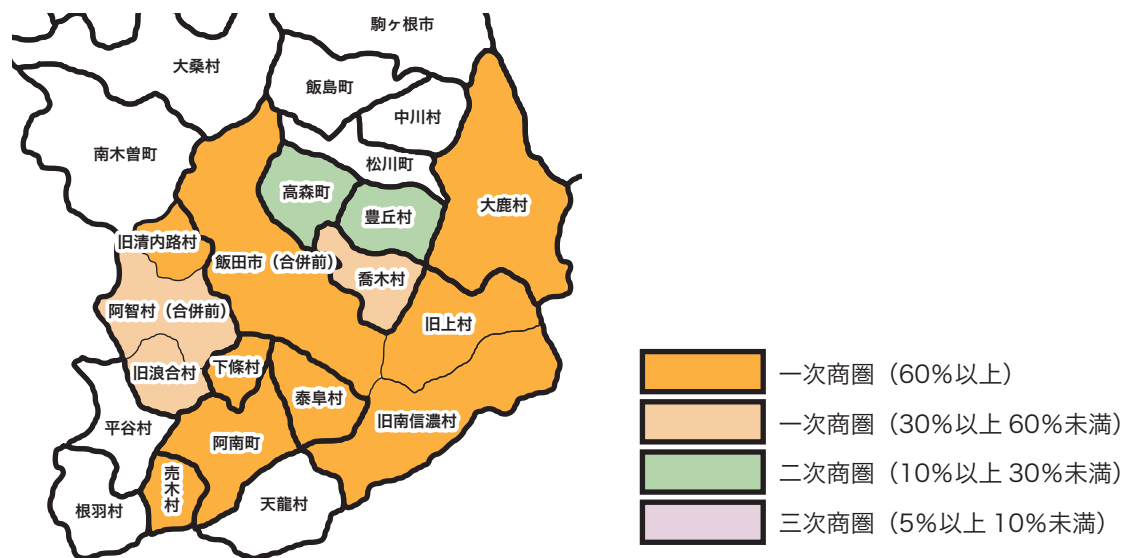 駒ヶ根市
大桑村
飯島町
中川村
南木曽町
松川町
高森町
大鹿村
豊丘村
旧清内路村
飯田市（合併前）
喬木村
阿智村（合併前）
旧上村
下條村
旧浪合村
泰阜村
旧南信濃村
平谷村
阿南町
売木村
天龍村
根羽村
一次商圏（60%以上）
一次商圏（30%以上 60%未満）
二次商圏（10%以上 30%未満）
三次商圏（5%以上 10%未満）